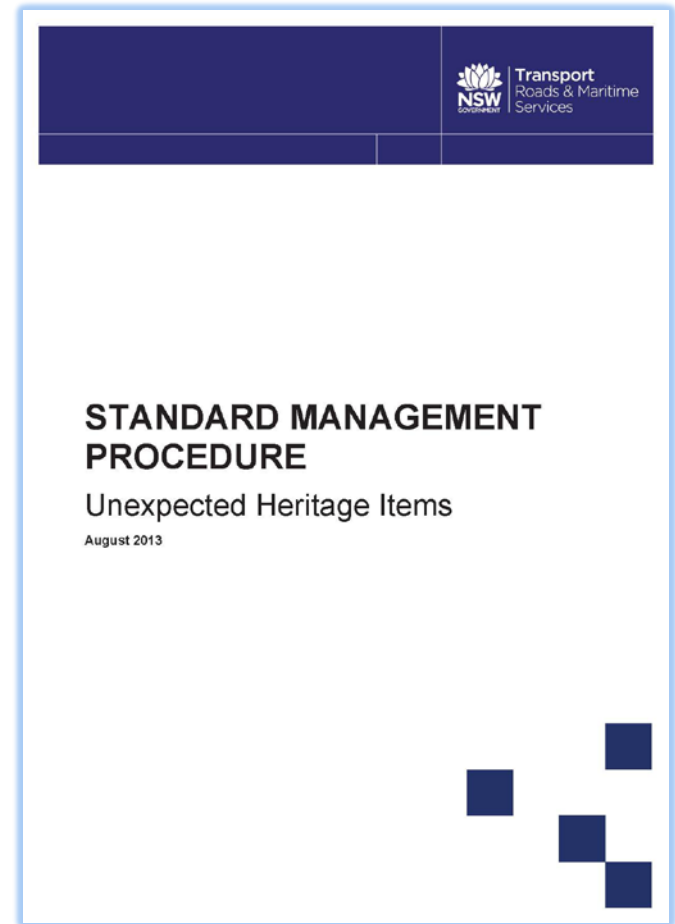 NSW
GOVERNMENT
Transport
Roads & Maritime
Services
STANDARD MANAGEMENT
PROCEDURE
Unexpected Heritage Items
August 2013